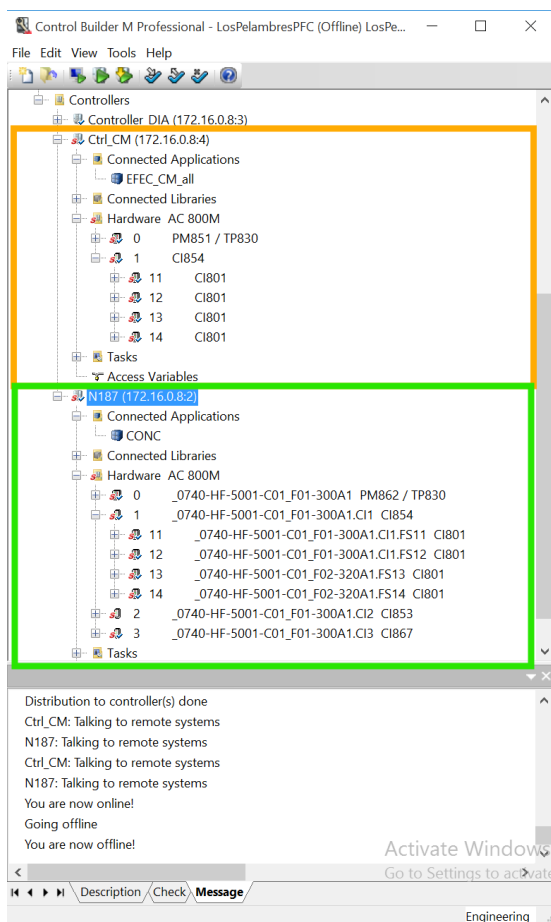 Control Builder M Professional - LosPelambresPFC (Offline) LosPe...
File Edit View Tools Help
Controllers
Controller_DIA (172.16.0.8:3)
Ctrl_CM (172.16.0.8:4)
Connected Applications
EFEC_CM_all
Connected Libraries
Hardware AC 800M
0 PM851 / TP830
1 CI854
11 CI801
12 CI801
13 CI801
14 CI801
Tasks
Access Variables
N187 (172.16.0.8:2)
Connected Applications
CONC
Connected Libraries
Hardware AC 800M
0 _0740-HF-5001-C01_F01-300A1 PM862 / TP830
1 _0740-HF-5001-C01_F01-300A1.CI1 CI854
11 _0740-HF-5001-C01_F01-300A1.CI1.FS11 CI801
12 _0740-HF-5001-C01_F01-300A1.CI1.FS12 CI801
13 _0740-HF-5001-C01_F02-320A1.FS13 CI801
14 _0740-HF-5001-C01_F02-320A1.FS14 CI801
2 _0740-HF-5001-C01_F01-300A1.CI2 CI853
3 _0740-HF-5001-C01_F01-300A1.CI3 CI867
Tasks
Distribution to controller(s) done
Ctrl_CM: Talking to remote systems
N187: Talking to remote systems
Ctrl_CM: Talking to remote systems
N187: Talking to remote systems
You are now online!
Going offline
You are now offline!
Activate Windows
Go to Settings to activate
Description Check Message
Engineering